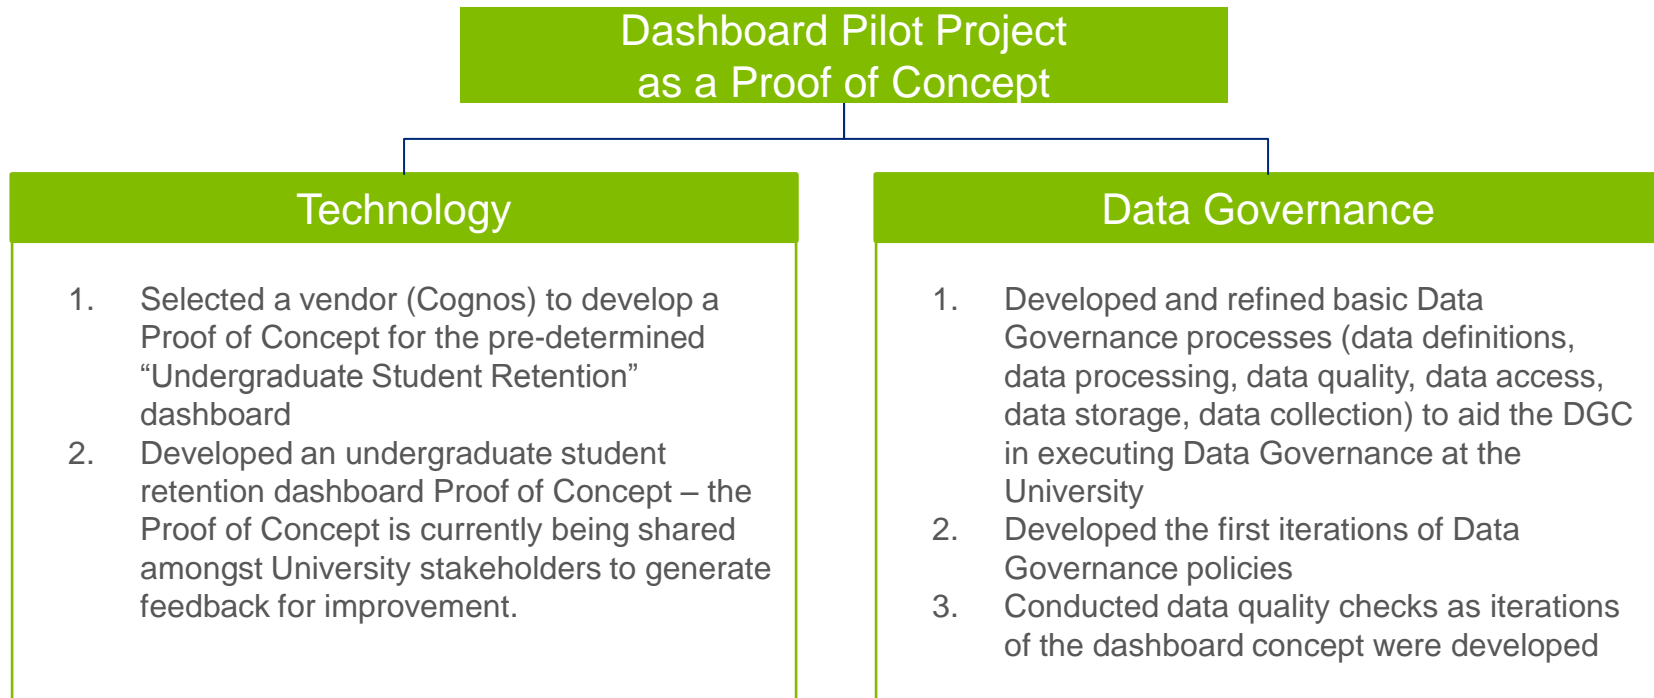 Dashboard Pilot Project
as a Proof of Concept
Technology
1. Selected a vendor (Cognos) to develop a
Proof of Concept for the pre-determined
“Undergraduate Student Retention”
dashboard
2. Developed an undergraduate student
retention dashboard Proof of Concept – the
Proof of Concept is currently being shared
amongst University stakeholders to generate
feedback for improvement.
Data Governance
1. Developed and refined basic Data
Governance processes (data definitions,
data processing, data quality, data access,
data storage, data collection) to aid the DGC
in executing Data Governance at the
University
2. Developed the first iterations of Data
Governance policies
3. Conducted data quality checks as iterations
of the dashboard concept were developed